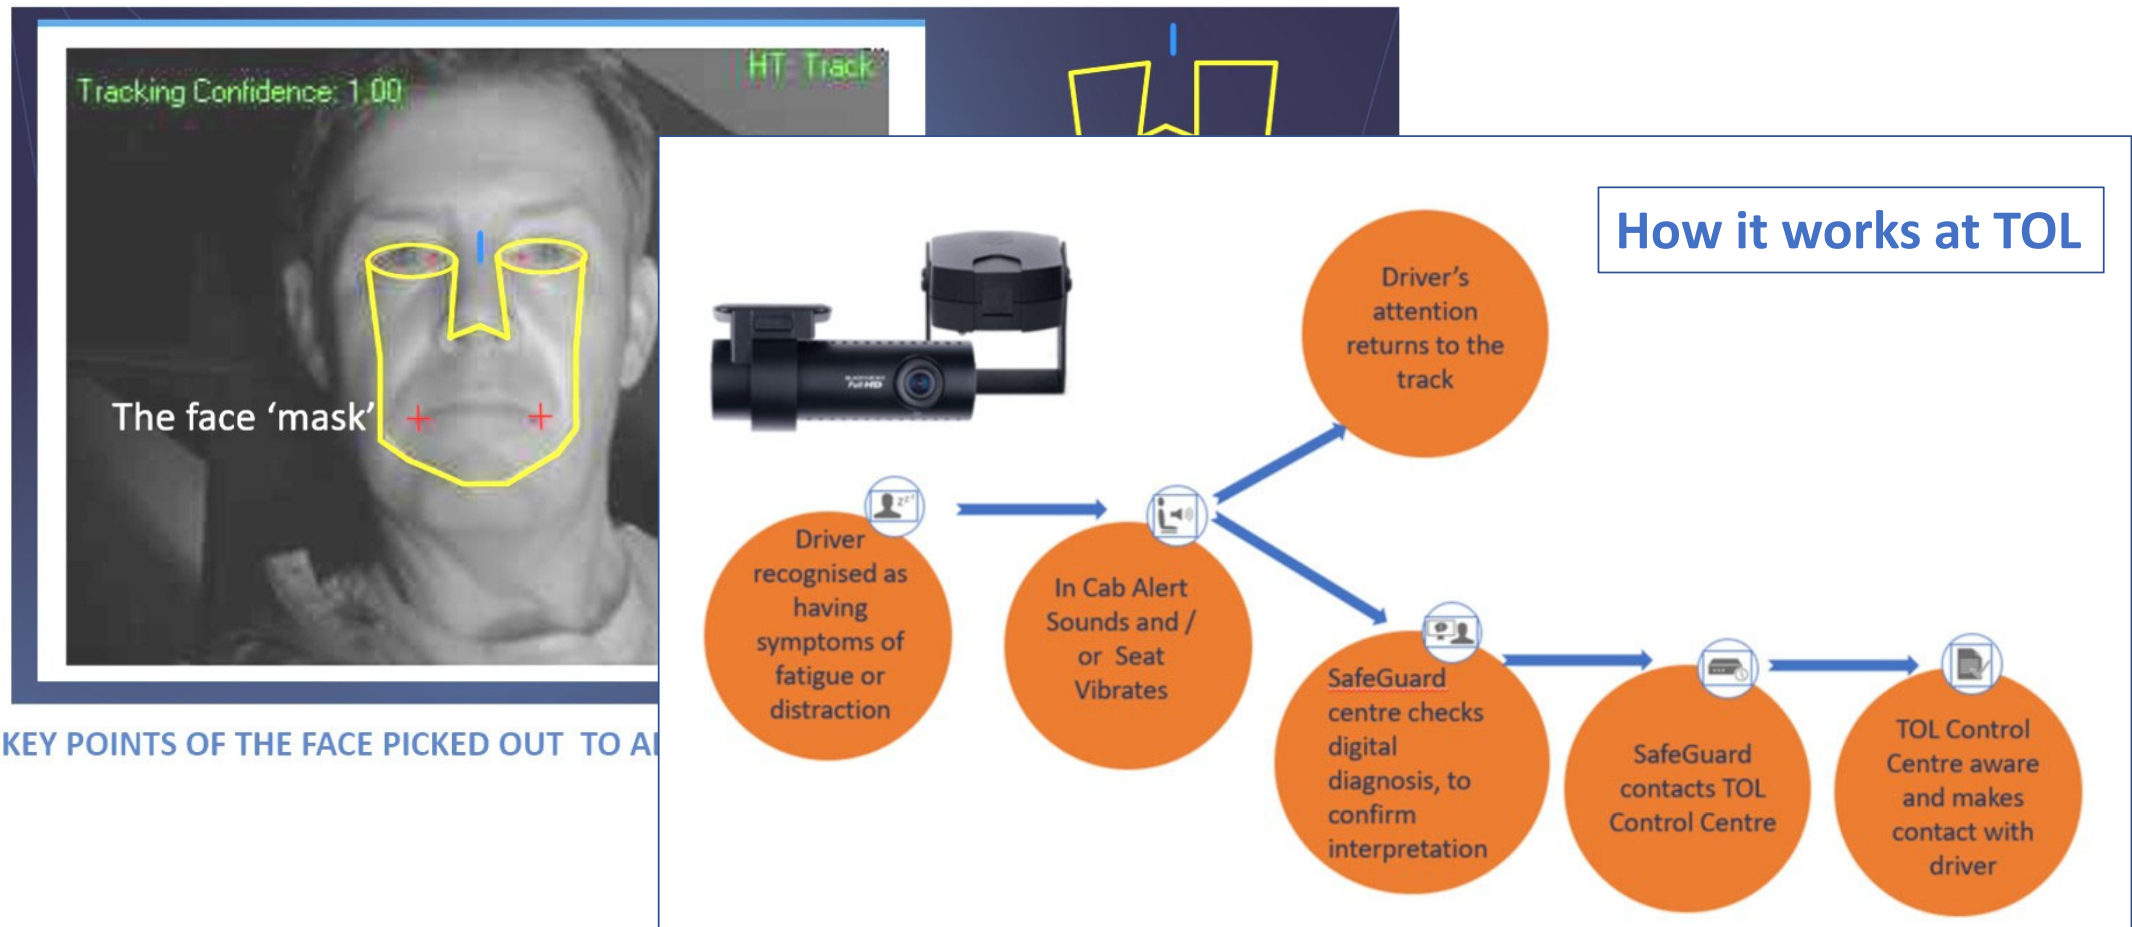 Tracking Confidence: 1.00
HT Track
The face ‘mask’
KEY POINTS OF THE FACE PICKED OUT TO
How it works at TOL
Full HD
Driver’s
attention
returns to the
track
zzz
Driver
recognised as
having
symptoms of
fatigue or
distraction
In Cab Alert
Sounds and /
or Seat
Vibrates
SafeGuard
centre checks
digital
diagnosis, to
confirm
interpretation
SafeGuard
contacts TOL
Control Centre
TOL Control
Centre aware
and makes
contact with
driver